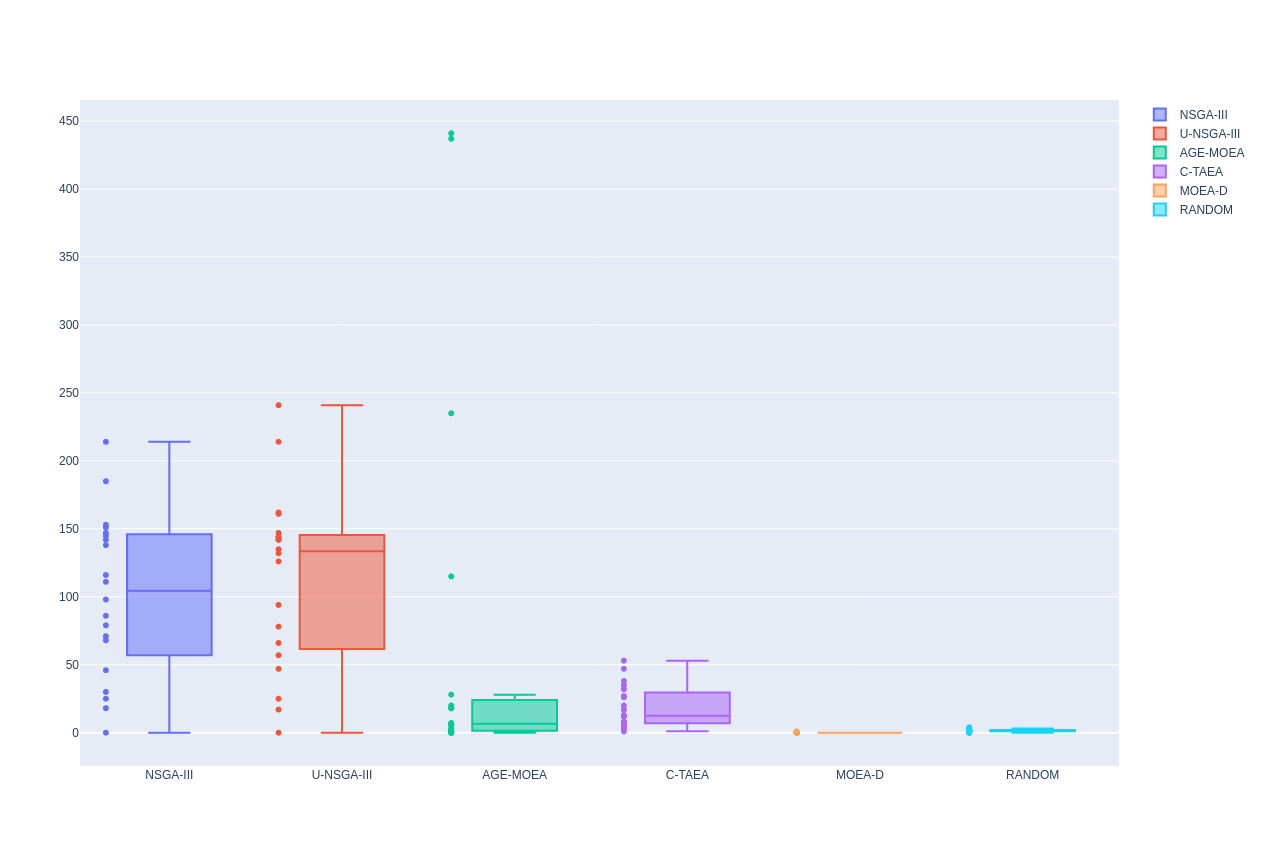 450
400
350
300
250
200
150
100
50
0
NSGA-III
U-NSGA-III
AGE-MOEA
C-TAEA
MOEA-D
RANDOM
NSGA-III
U-NSGA-III
AGE-MOEA
C-TAEA
MOEA-D
RANDOM